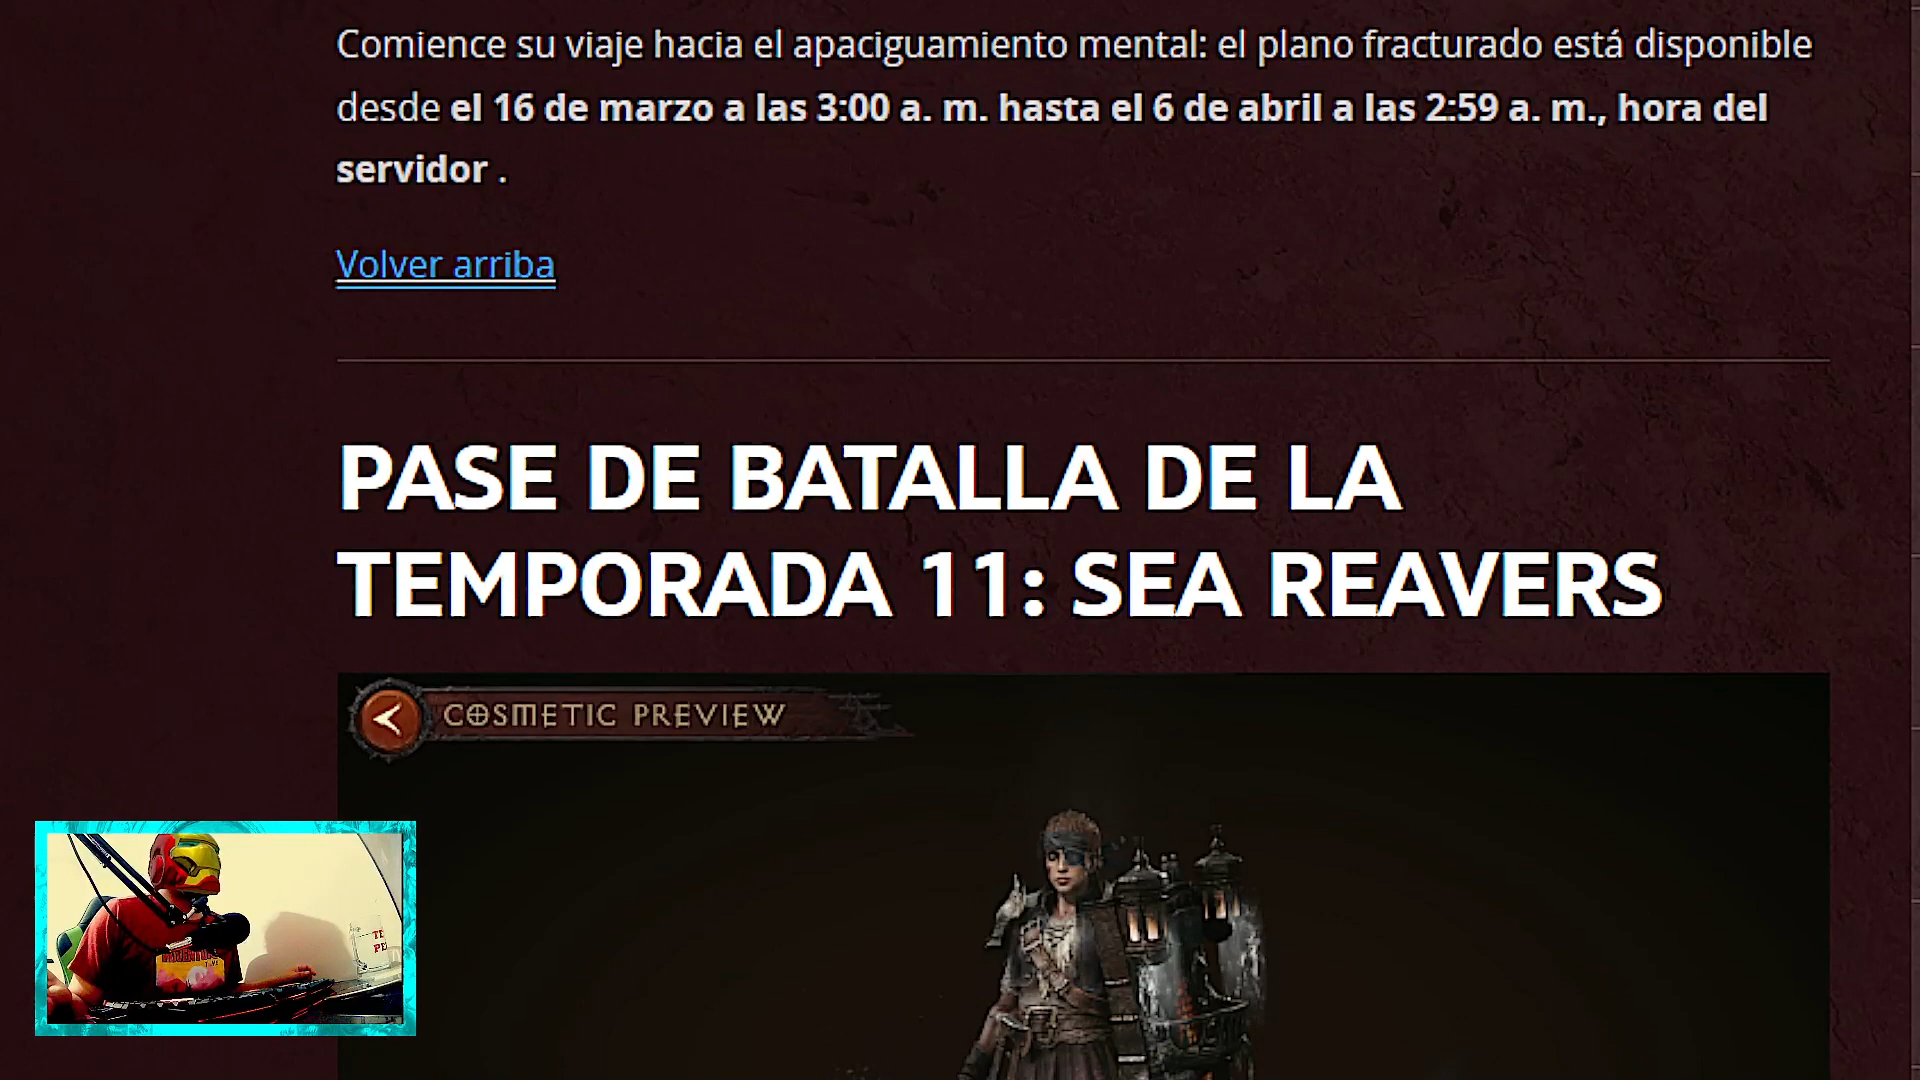 Comience su viaje hacia el apaciguamiento mental: el plano fracturado está disponible
desde el 16 de marzo a las 3:00 a. m. hasta el 6 de abril a las 2:59 a. m., hora del
servidor .
Volver arriba
PASE DE BATALLA DE LA
TEMPORADA 11: SEA REAVERS
COSMETIC PREVIEW